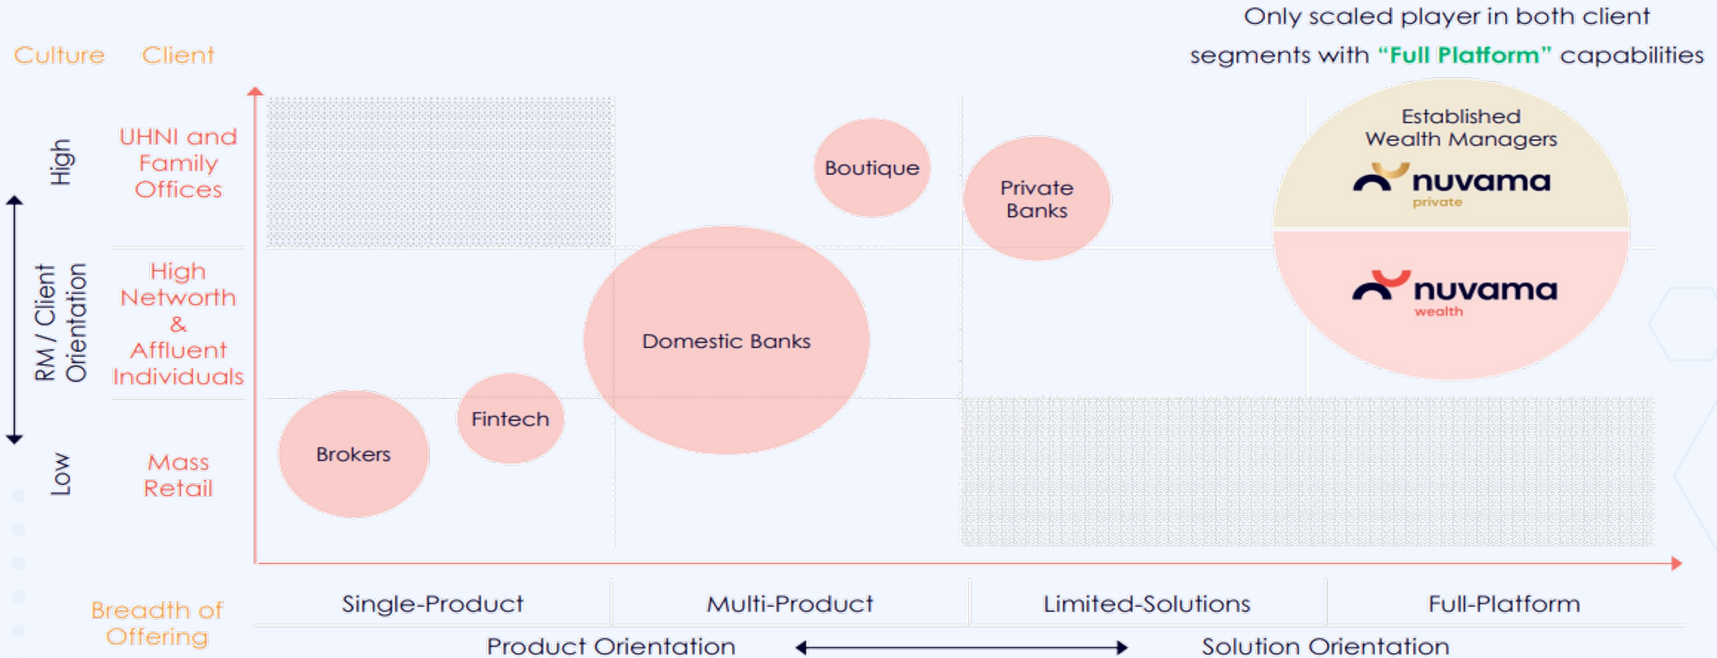 Only scaled player in both client
segments with “Full Platform” capabilities
Culture
Client
High
RM / Client
Orientation
Low
UHNI and
Family
Offices
High
Networth
&
Affluent
Individuals
Mass
Retail
Boutique
Private
Banks
Established
Wealth Managers
nuvama
private
nuvama
wealth
Domestic Banks
Fintech
Brokers
Breadth of
Offering
Single-Product
Multi-Product
Limited-Solutions
Full-Platform
Product Orientation
Solution Orientation